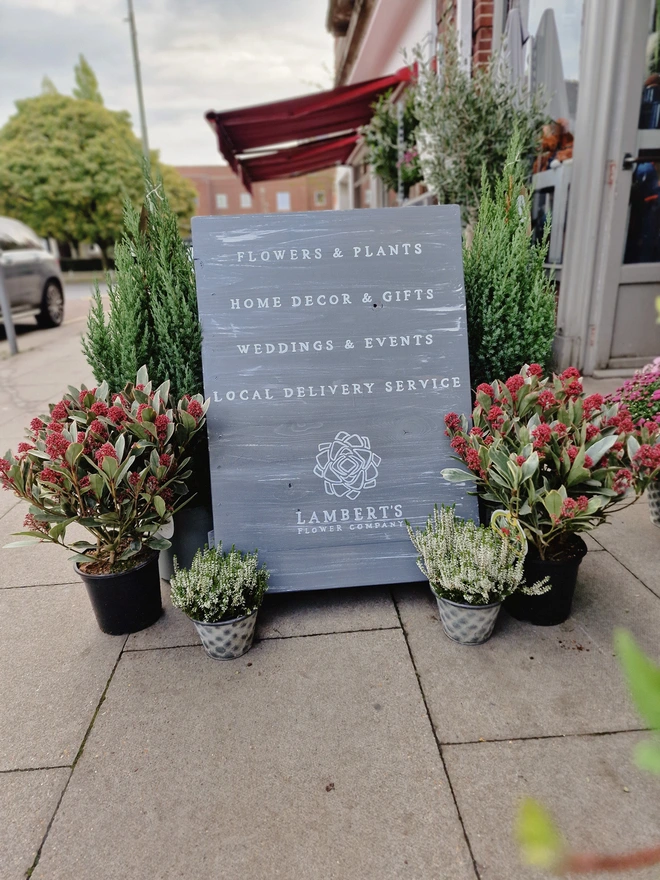 FLOWERS & PLANTS
HOME DECOR & GIFTS
WEDDINGS & EVENTS
LOCAL DELIVERY SERVICE
LAMBERT'S
FLOWER COMPANY